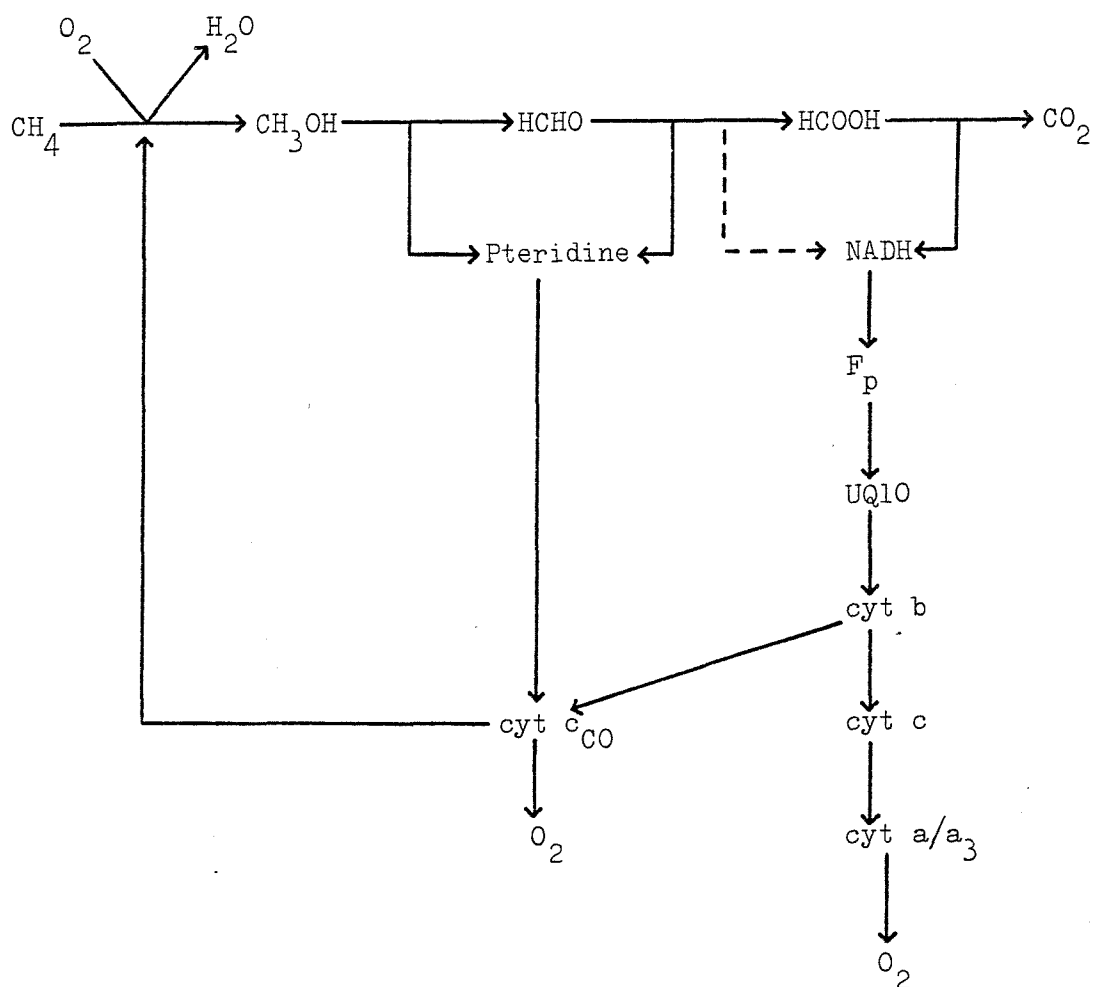 O2 H2O
CH4 CH3OH HCHO HCOOH CO2
Pteridine NADH
Fp
UQ10
cyt b
cyt cCO cyt c
O2 cyt a/a3
O2